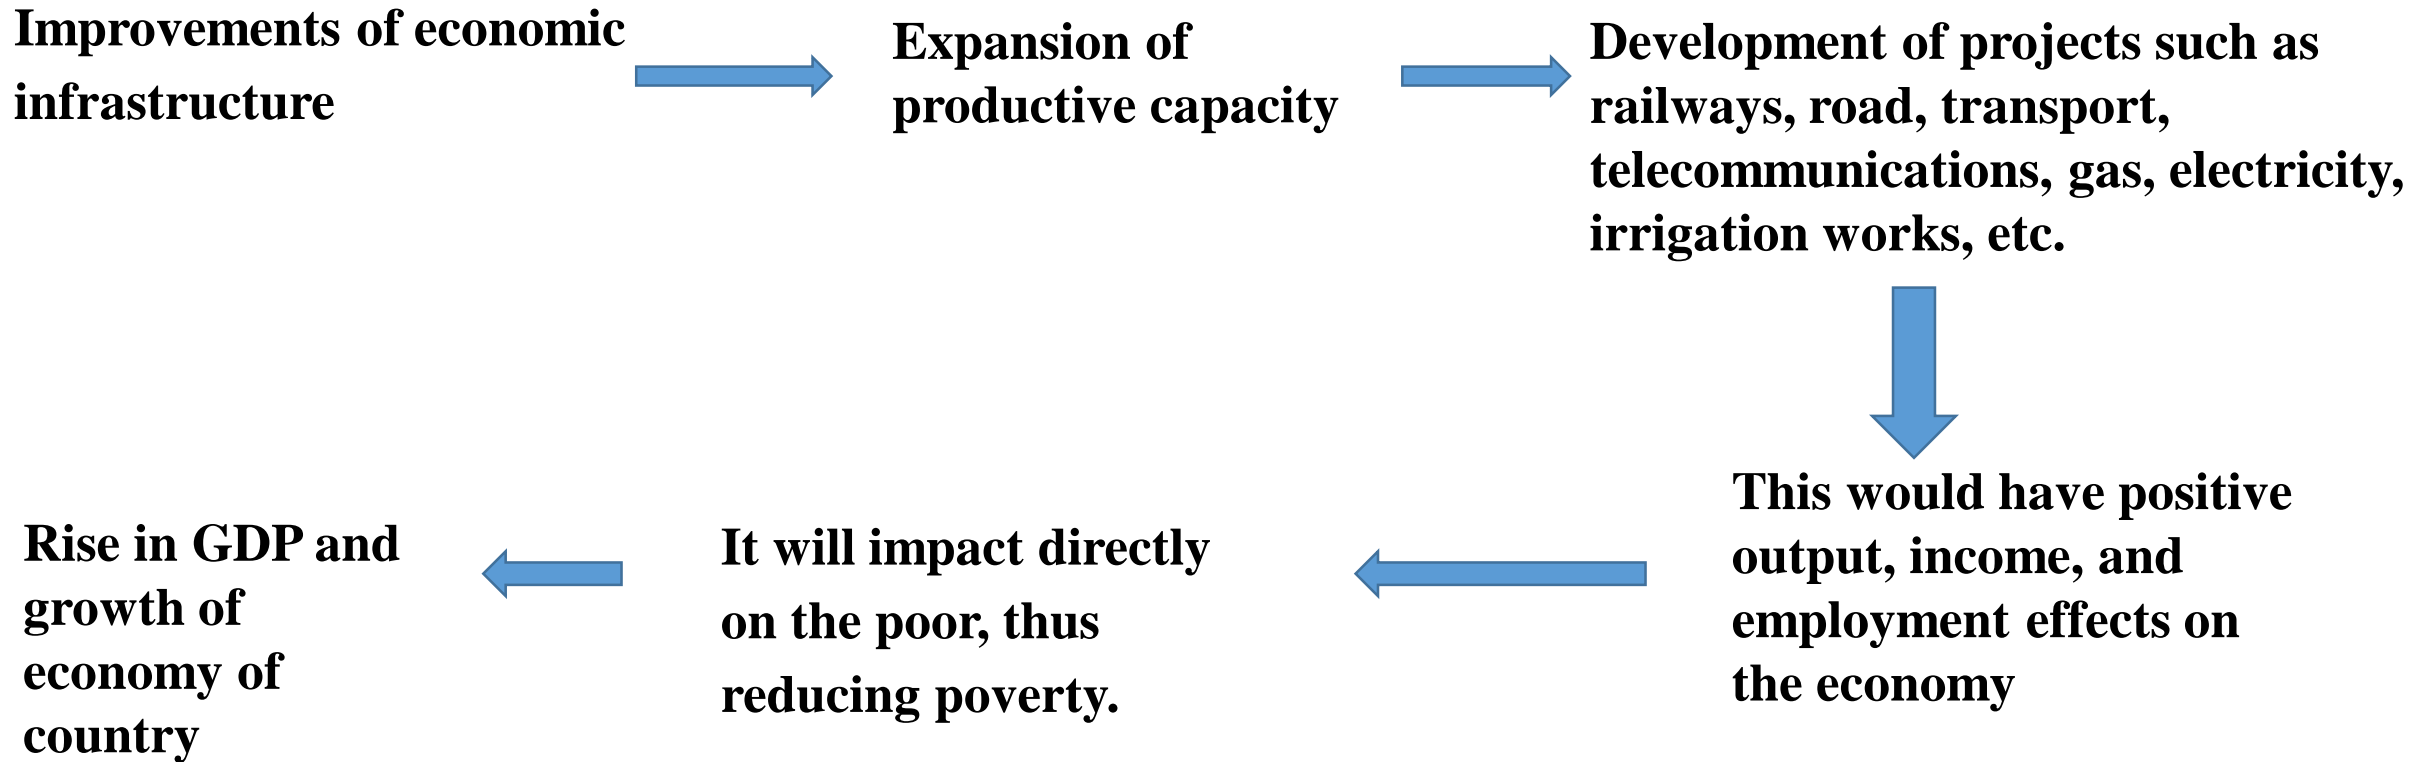 Improvements of economic
infrastructure
Expansion of
productive capacity
Development of projects such as
railways, road, transport,
telecommunications, gas, electricity,
irrigation works, etc.
This would have positive
output, income, and
employment effects on
the economy
It will impact directly
on the poor, thus
reducing poverty.
Rise in GDP and
growth of
economy of
country